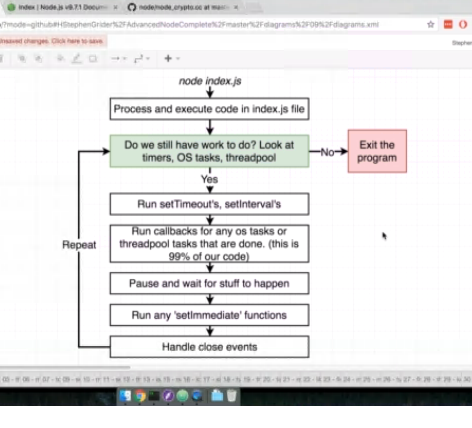 Index | Node.js v9.7.1 Docume
node/node_crypto.cc at mast
/?mode=github#HStephenGrider%2FAdvancedNodeComplete%2Fmaster%2Fdiagrams%2F09%2Fdiagrams.xml
Unsaved changes. Click here to save.
Stepher
node index.js
Process and execute code in index.js file
Do we still have work to do? Look at
timers, OS tasks, threadpool
No
Exit the
program
Yes
Run setTimeout's, setInterval's
Run callbacks for any os tasks or
threadpool tasks that are done. (this is
99% of our code)
Repeat
Pause and wait for stuff to happen
Run any 'setImmediate' functions
Handle close events